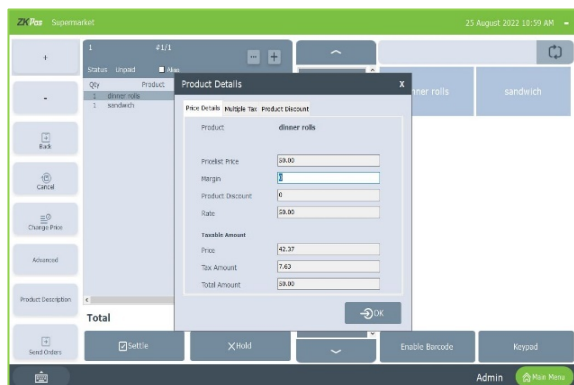 ZKPos Supermarket
25 August 2022 10:59 AM
+
1 #1/1
Status Unpaid
Qty Product
1 dinner rolls
1 sandwich
-
Back
Cancel
Change Price
Advanced
Product Description
Send Orders
Product Details X
Price Details Multiple Tax Product Discount
Product dinner rolls
Pricelist Price 50.00
Margin 0
Product Discount 0
Rate 50.00
Taxable Amount
Price 42.37
Tax Amount 7.63
Total Amount 50.00
OK
sandwich
Total
Settle
Hold
Enable Barcode
Keypad
Admin
Main Menu